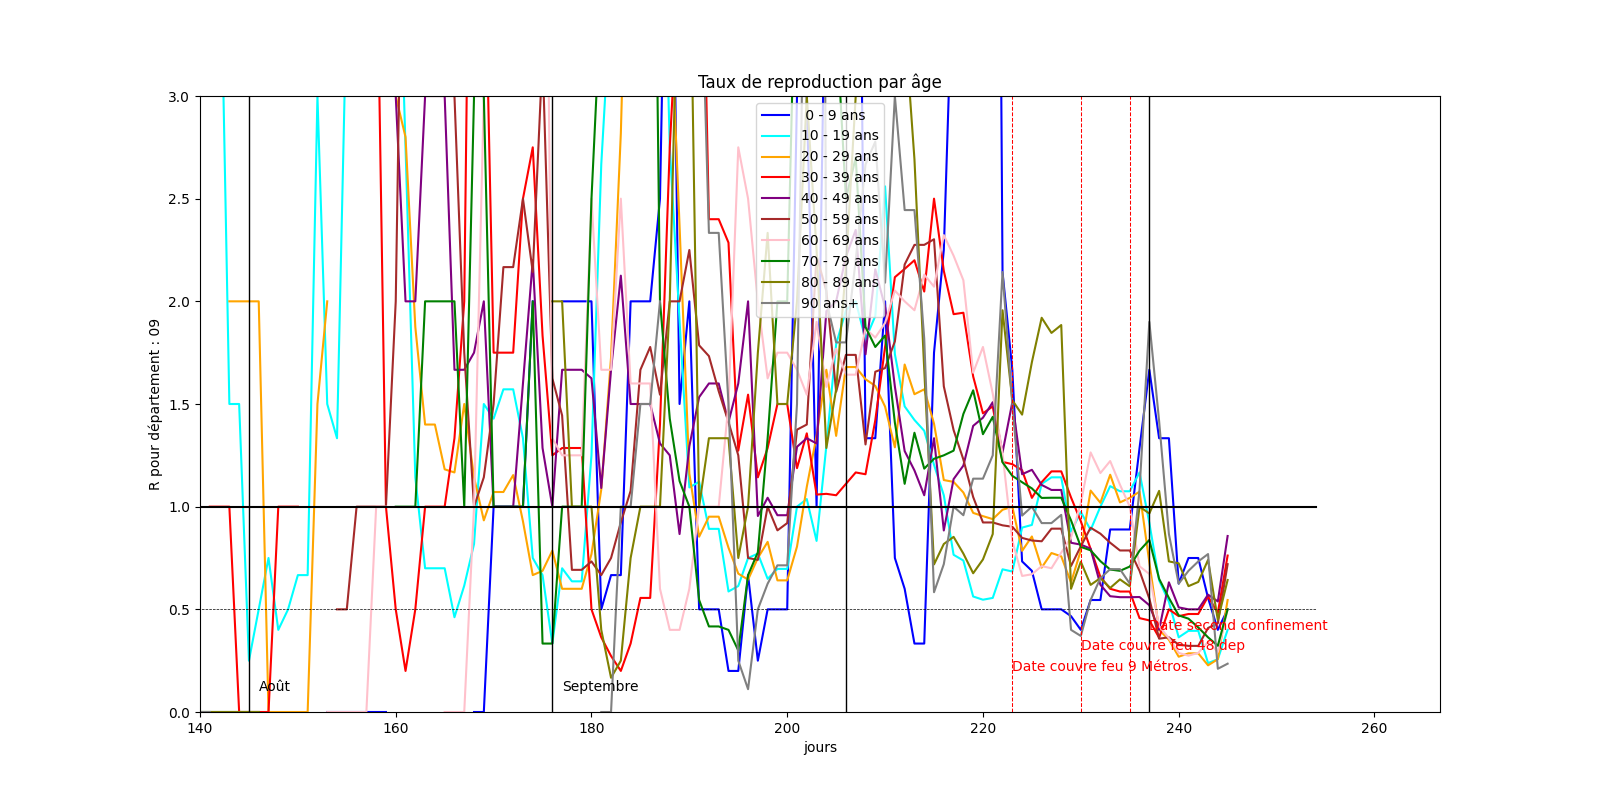 Taux de reproduction par âge
R pour département : 09
3.0
2.5
2.0
1.5
1.0
0.5
0.0
0 - 9 ans
10 - 19 ans
20 - 29 ans
30 - 39 ans
40 - 49 ans
50 - 59 ans
60 - 69 ans
70 - 79 ans
80 - 89 ans
90 ans+
Date second confinement
Date couvre feu 48 dep
Date couvre feu 9 Métros.
Août
Septembre
140
160
180
200
220
240
260
jours